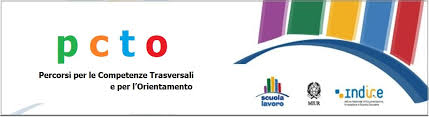 pcto
Percorsi per le Competenze Trasversali
e per l'Orientamento
scuola
lavoro
MIUR
indire